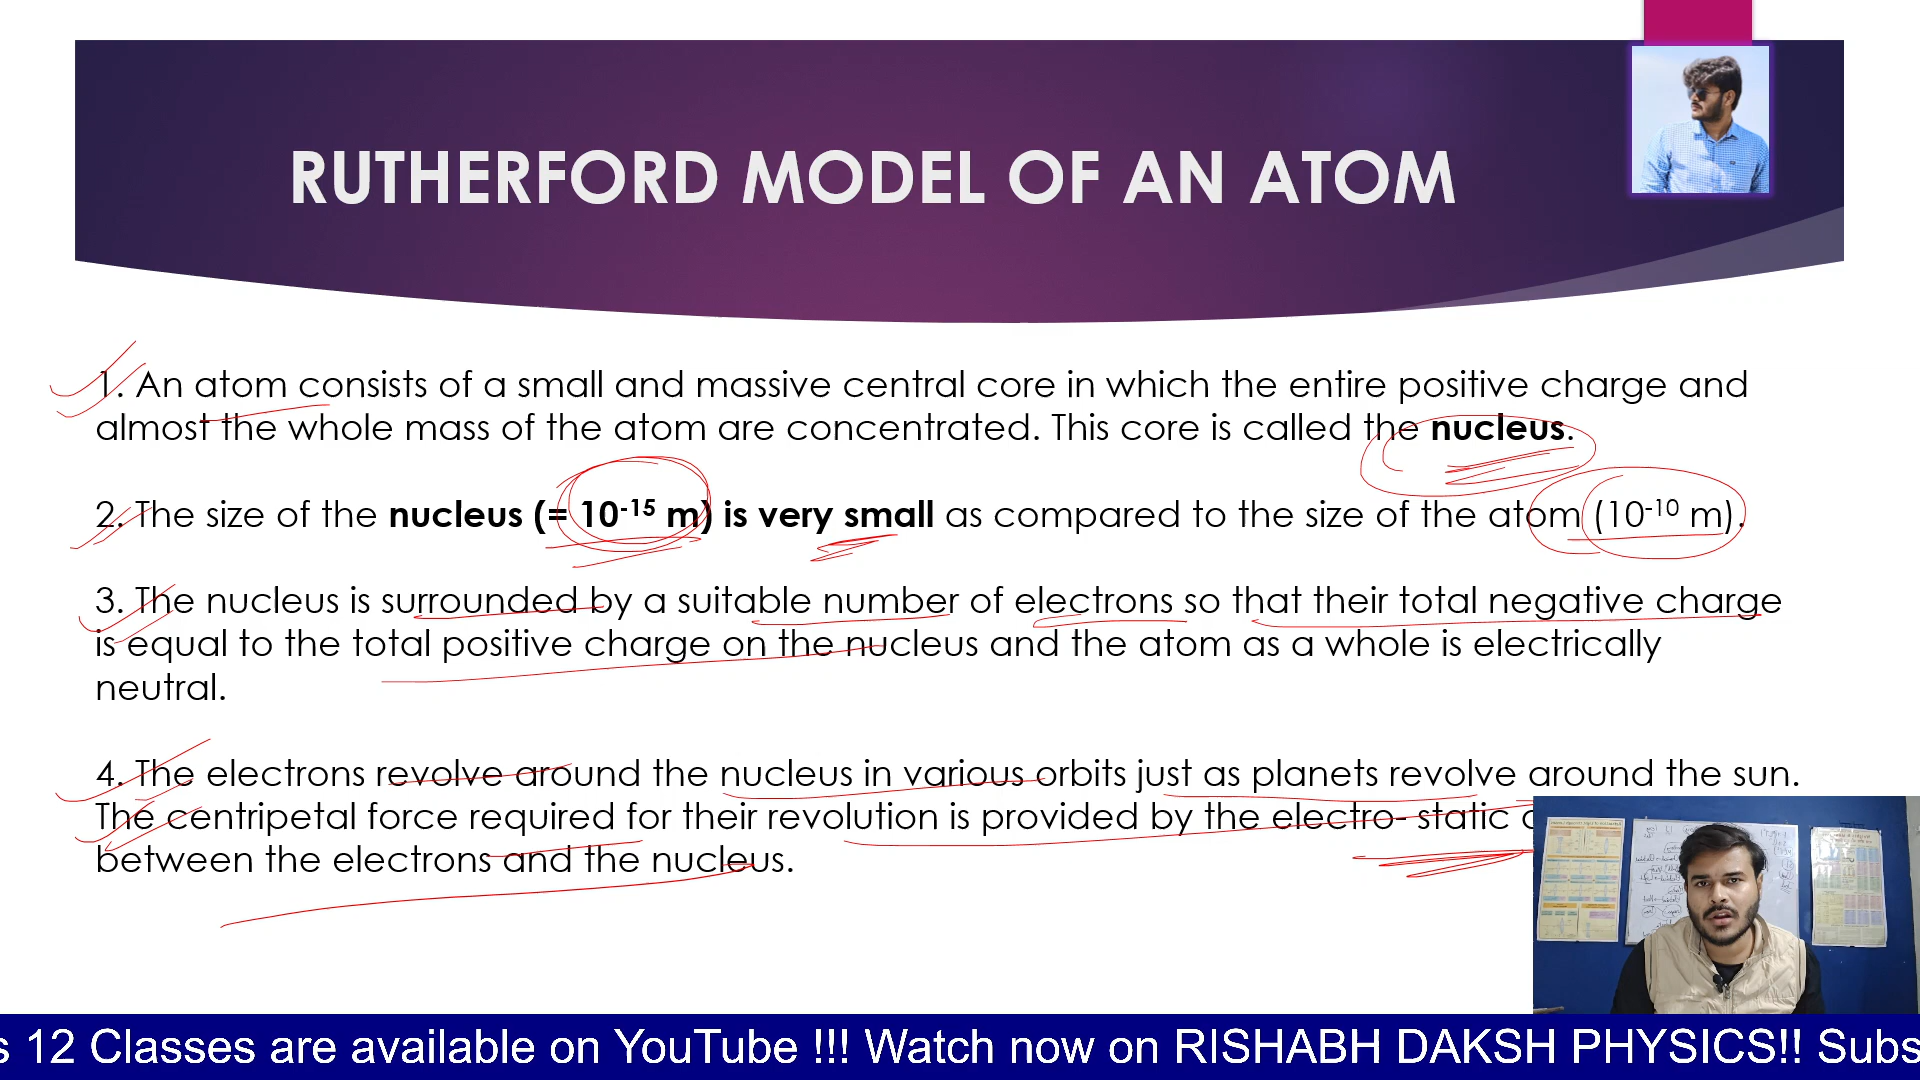 RUTHERFORD MODEL OF AN ATOM
1. An atom consists of a small and massive central core in which the entire positive charge and
almost the whole mass of the atom are concentrated. This core is called the nucleus.
2. The size of the nucleus (= 10⁻¹⁵ m) is very small as compared to the size of the atom (10⁻¹⁰ m).
3. The nucleus is surrounded by a suitable number of electrons so that their total negative charge
is equal to the total positive charge on the nucleus and the atom as a whole is electrically
neutral.
4. The electrons revolve around the nucleus in various orbits just as planets revolve around the sun.
The centripetal force required for their revolution is provided by the electro- static
between the electrons and the nucleus.
s 12 Classes are available on YouTube !!! Watch now on RISHABH DAKSH PHYSICS!! Subs